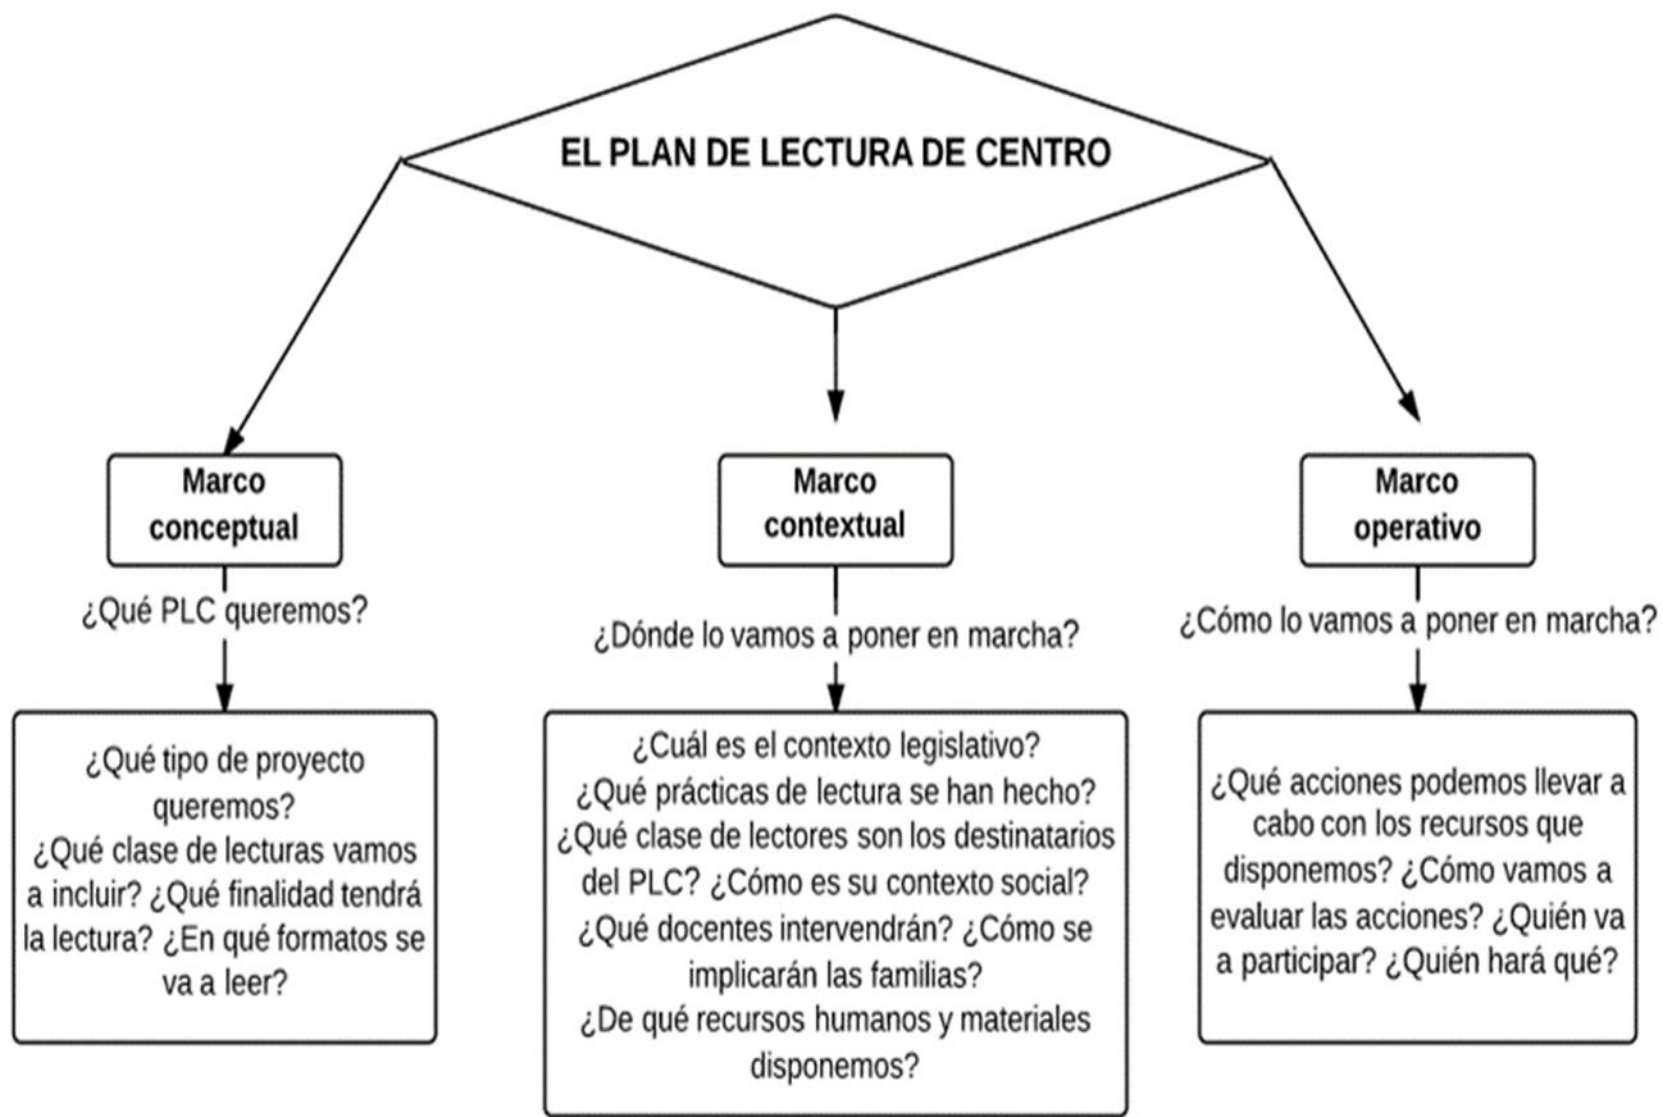 EL PLAN DE LECTURA DE CENTRO
Marco
conceptual
¿Qué PLC queremos?
¿Qué tipo de proyecto
queremos?
¿Qué clase de lecturas vamos
a incluir? ¿Qué finalidad tendrá
la lectura? ¿En qué formatos se
va a leer?
Marco
contextual
¿Dónde lo vamos a poner en marcha?
¿Cuál es el contexto legislativo?
¿Qué prácticas de lectura se han hecho?
¿Qué clase de lectores son los destinatarios
del PLC? ¿Cómo es su contexto social?
¿Qué docentes intervendrán? ¿Cómo se
implicarán las familias?
¿De qué recursos humanos y materiales
disponemos?
Marco
operativo
¿Cómo lo vamos a poner en marcha?
¿Qué acciones podemos llevar a
cabo con los recursos que
disponemos? ¿Cómo vamos a
evaluar las acciones? ¿Quién va
a participar? ¿Quién hará qué?